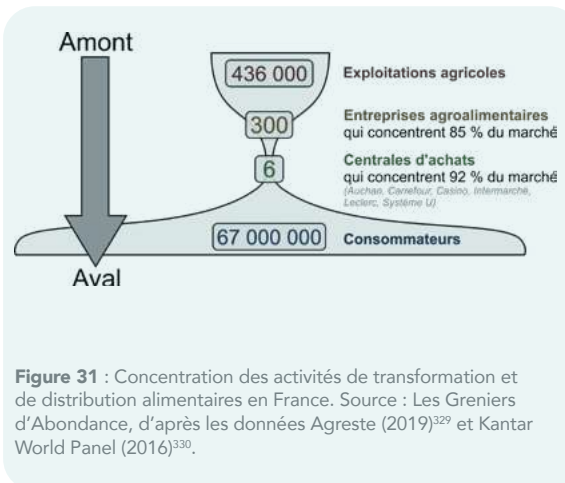 Amont
436 000
Exploitations agricoles
300
Entreprises agroalimentaires
qui concentrent 85 % du marché
6
Centrales d'achats
qui concentrent 92 % du marché
(Auchan, Carrefour, Casino, Intermarché,
Leclerc, Système U)
67 000 000
Consommateurs
Aval
Figure 31 : Concentration des activités de transformation et
de distribution alimentaires en France. Source : Les Greniers
d'Abondance, d'après les données Agreste (2019)³²⁹ et Kantar
World Panel (2016)³³⁰.